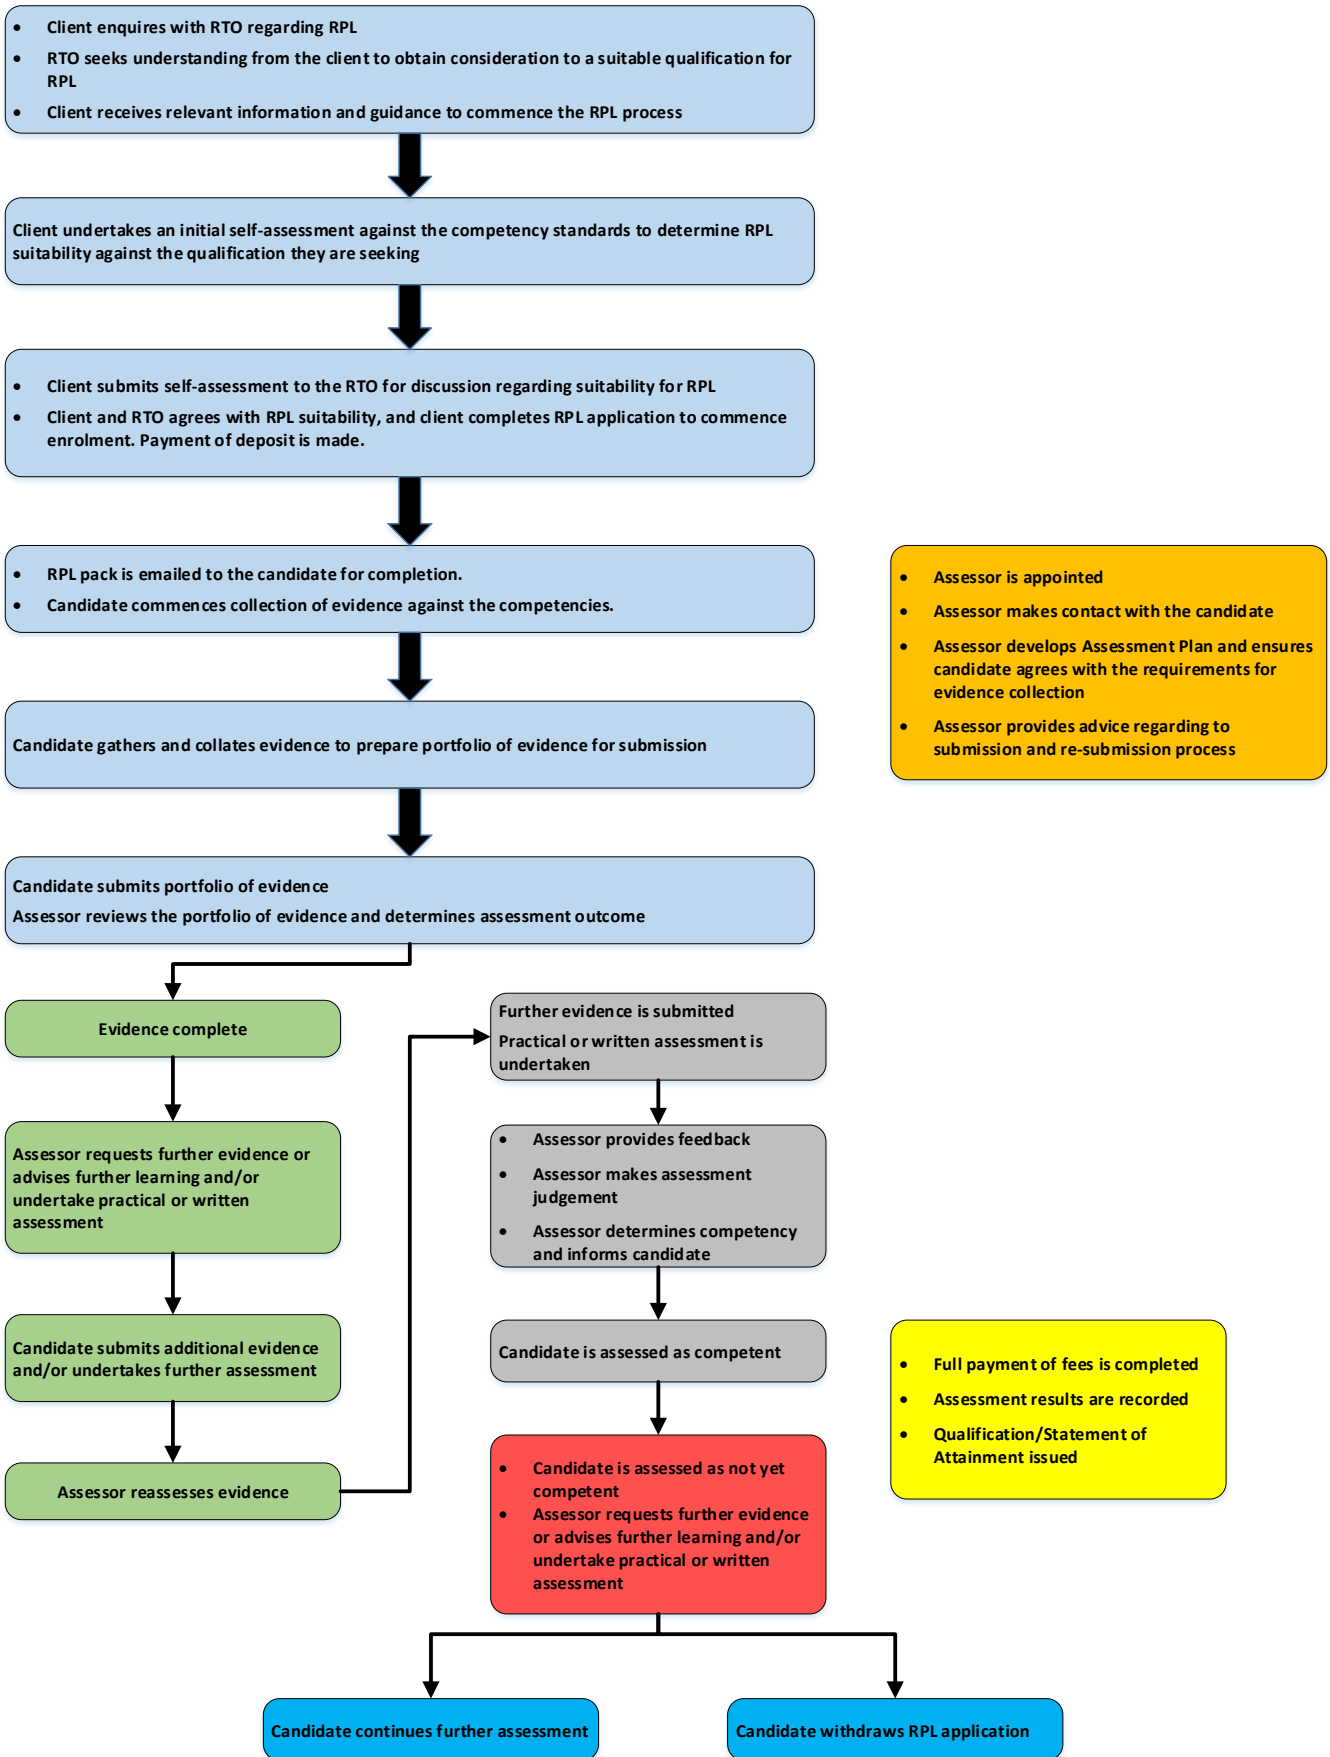 • Client enquires with RTO regarding RPL
• RTO seeks understanding from the client to obtain consideration to a suitable qualification for
RPL
• Client receives relevant information and guidance to commence the RPL process
Client undertakes an initial self-assessment against the competency standards to determine RPL
suitability against the qualification they are seeking
• Client submits self-assessment to the RTO for discussion regarding suitability for RPL
• Client and RTO agrees with RPL suitability, and client completes RPL application to commence
enrolment. Payment of deposit is made.
• RPL pack is emailed to the candidate for completion.
• Candidate commences collection of evidence against the competencies.
• Assessor is appointed
• Assessor makes contact with the candidate
• Assessor develops Assessment Plan and ensures
candidate agrees with the requirements for
evidence collection
• Assessor provides advice regarding to
submission and re-submission process
Candidate gathers and collates evidence to prepare portfolio of evidence for submission
Candidate submits portfolio of evidence
Assessor reviews the portfolio of evidence and determines assessment outcome
Evidence complete
Assessor requests further evidence or
advises further learning and/or
undertake practical or written
assessment
Candidate submits additional evidence
and/or undertakes further assessment
Assessor reassesses evidence
Further evidence is submitted
Practical or written assessment is
undertaken
• Assessor provides feedback
• Assessor makes assessment
judgement
• Assessor determines competency
and informs candidate
Candidate is assessed as competent
• Full payment of fees is completed
• Assessment results are recorded
• Qualification/Statement of
Attainment issued
• Candidate is assessed as not yet
competent
• Assessor requests further evidence
or advises further learning and/or
undertake practical or written
assessment
Candidate continues further assessment
Candidate withdraws RPL application